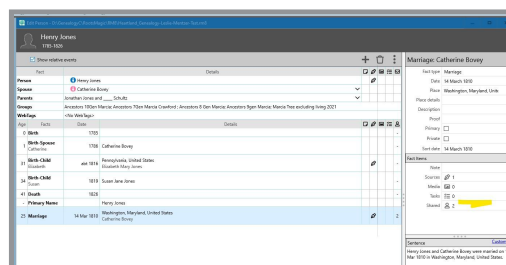 Henry Jones
1785-1826
Show relative events
Fact Details
Person Henry Jones
Spouse Catherine Bovey
Parents Jonathan Jones and ____ Schultz
Groups Ancestors 10Gen Marcia; Ancestors 7Gen Marcia Crawford; Ancestors 8 Gen Marcia; Ancestors 9gen Marcia; Marcia Tree excluding living 2021
WebTags <No WebTags>
Age Facts Date Details
0 Birth 1785
1 Birth-Spouse 1786 Catherine Bovey
Catherine
31 Birth-Child abt 1816 Pennsylvania, United States
Elizabeth Elizabeth Mary Jones
34 Birth-Child 1819 Susan Jane Jones
Susan
41 Death 1826
- Primary Name Henry Jones
25 Marriage 14 Mar 1810 Washington, Maryland, United States 2
Catherine Bovey
Marriage: Catherine Bovey
Fact type Marriage
Date 14 March 1810
Place Washington, Maryland, Unite
Place details
Description
Proof
Primary
Private
Sort date 14 March 1810
Fact Items
Note
Sources 1
Media 0
Tasks 0
Shared 2
Sentence Custom
Henry Jones and Catherine Bovey were married on
Mar 1810 in Washington, Maryland, United States.